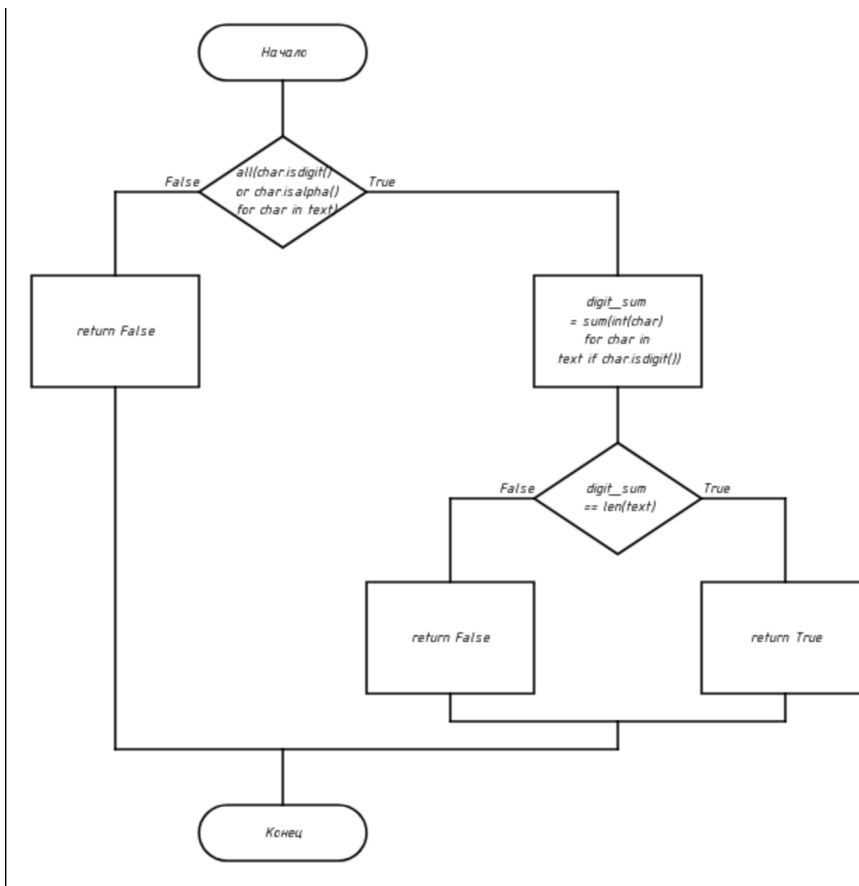 Начало
all(char.isdigit()
or char.isalpha()
for char in text)
False
True
return False
digit_sum
= sum(int(char)
for char in
text if char.isdigit())
False
True
digit_sum
== len(text)
return False
return True
Конец